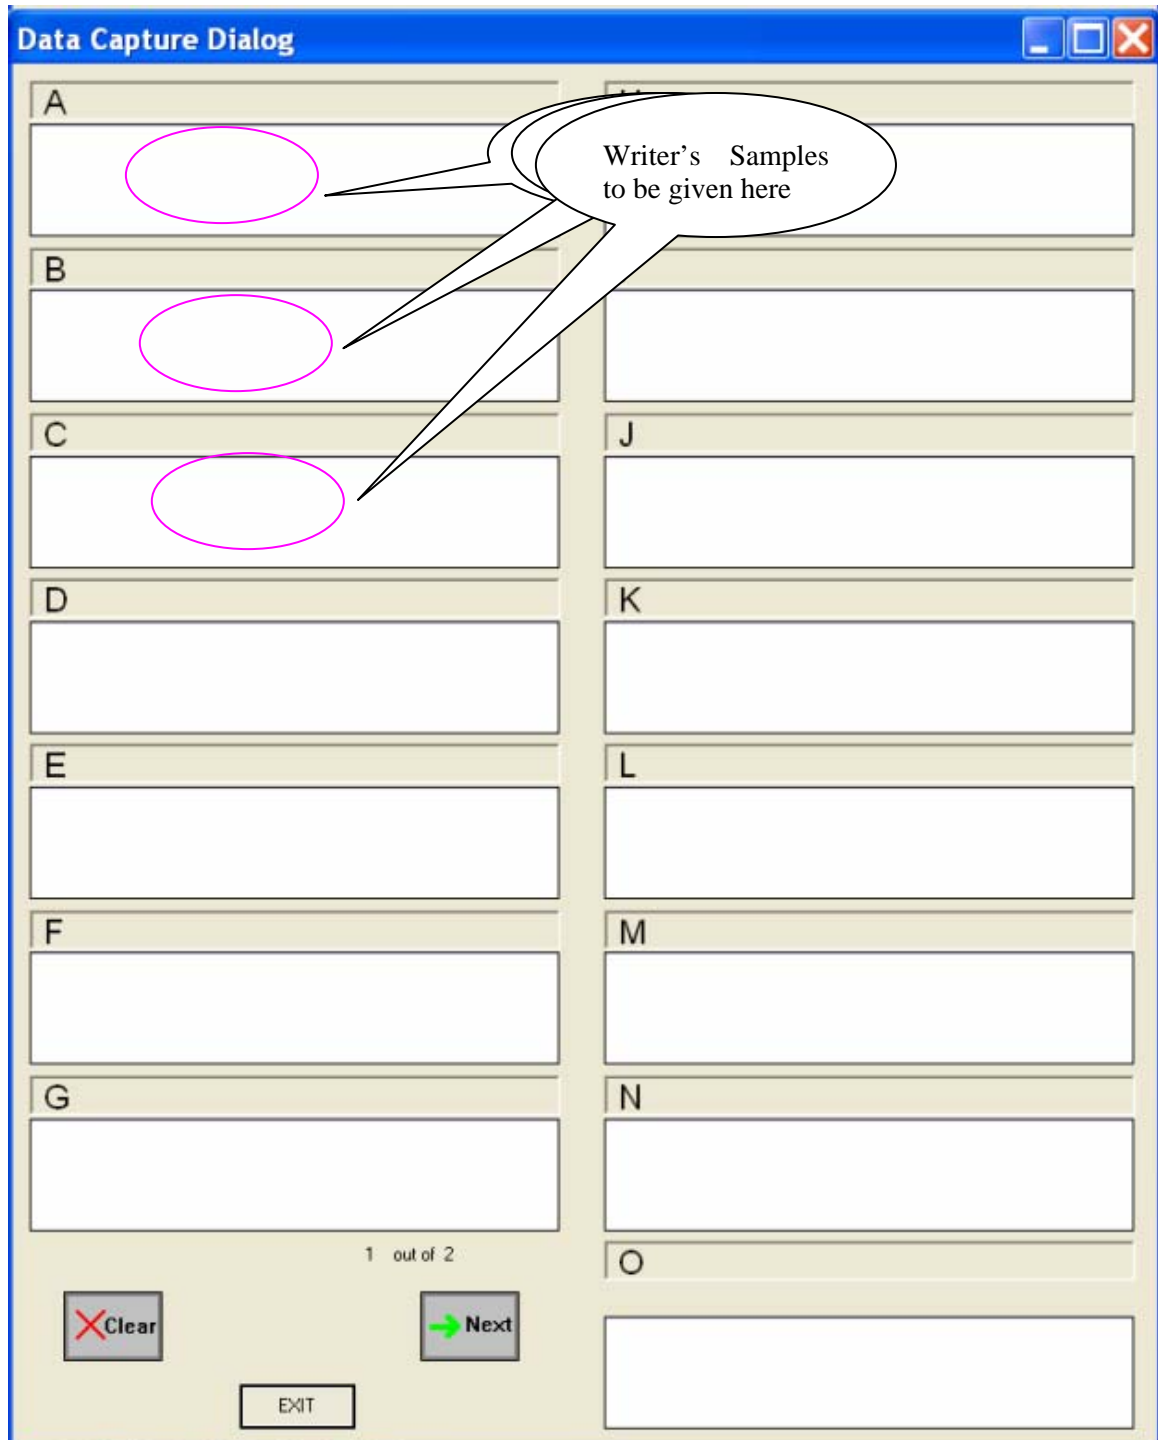 Data Capture Dialog
A
Writer's Samples
to be given here
B
C
J
D
K
E
L
F
M
G
N
1 out of 2
O
Clear
Next
EXIT